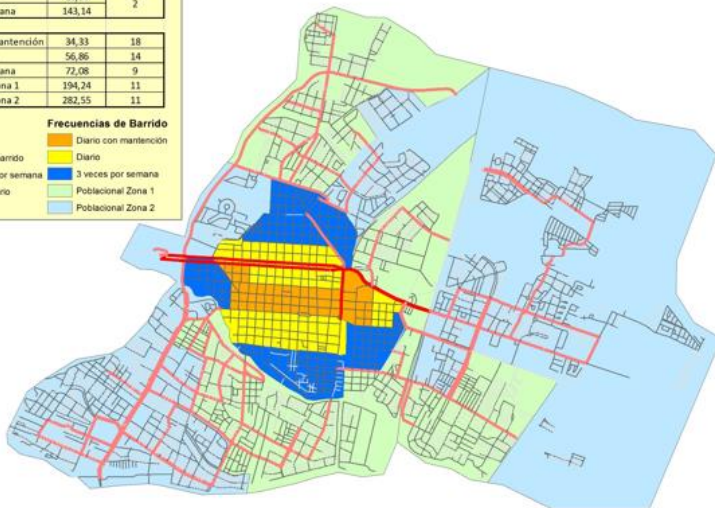 ana 143,14 2
antención 34,33 18
56,86 14
ana 72,08 9
na 1 194,24 11
na 2 282,55 11
Frecuencias de Barrido
Diario con mantención
arrido Diario
or semana 3 veces por semana
rio Poblacional Zona 1
Poblacional Zona 2